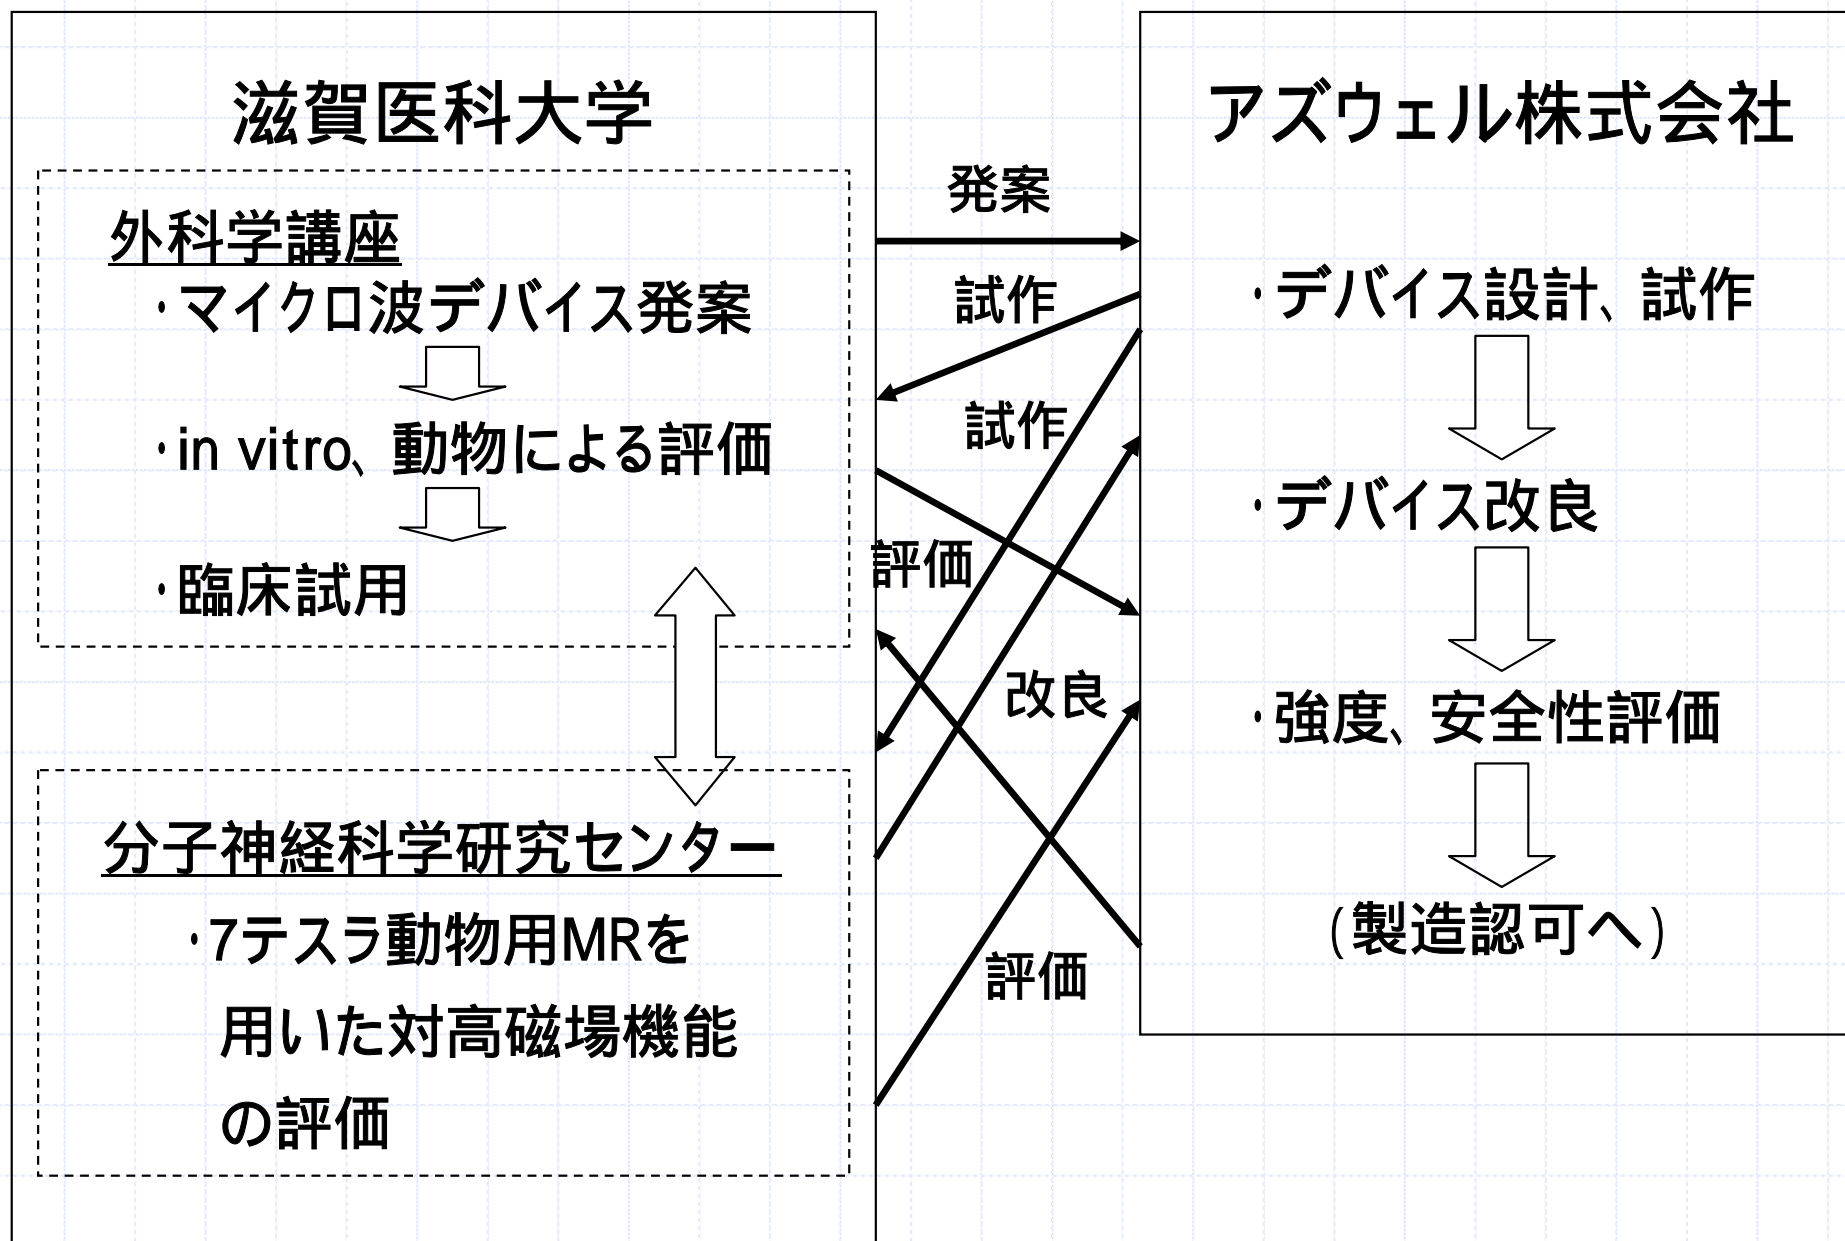 滋賀医科大学
外科学講座
・マイクロ波デバイス発案
・in vitro、動物による評価
・臨床試用
分子神経科学研究センター
・7テスラ動物用MRを
用いた対高磁場機能
の評価
発案
試作
試作
評価
改良
評価
アズウェル株式会社
・デバイス設計、試作
・デバイス改良
・強度、安全性評価
(製造認可へ)